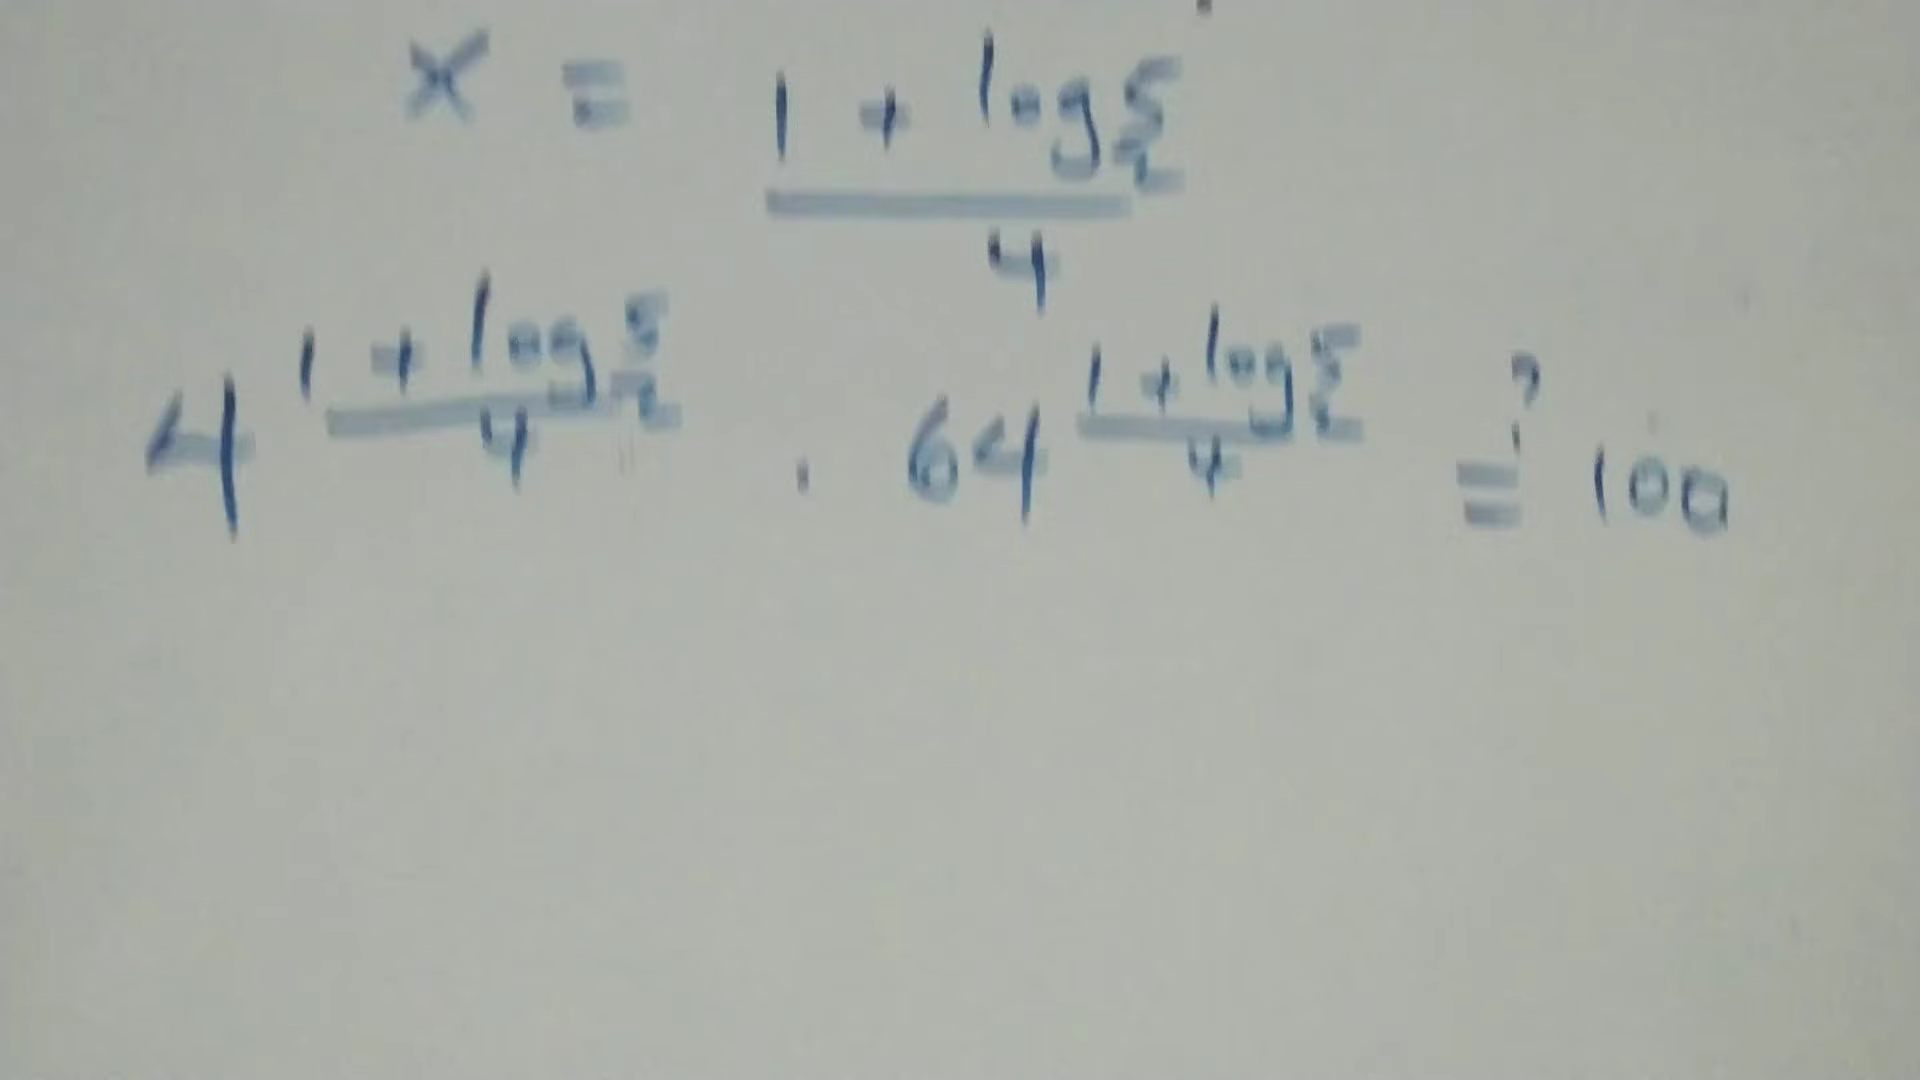 x = (1 + log₂5)/4
4^((1 + log₂5)/4) · 64^((1 + log₂5)/4) =? 100